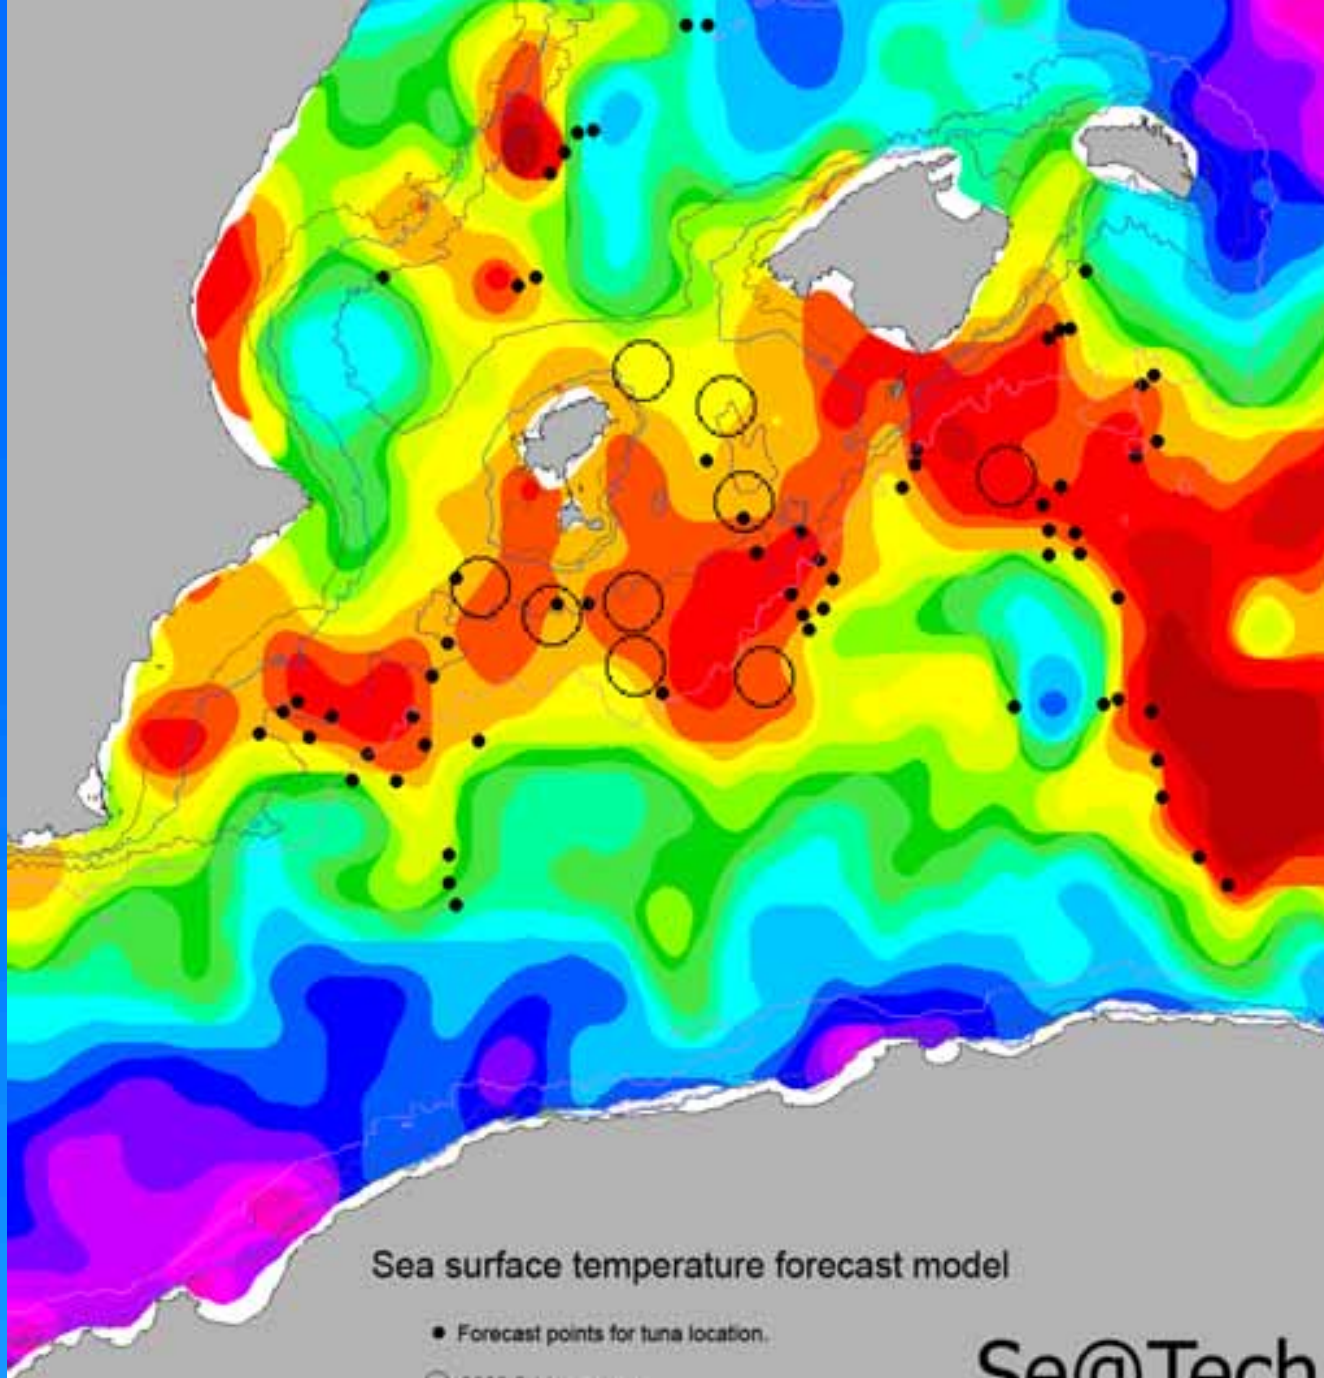 Sea surface temperature forecast model
Forecast points for tuna location.
Se@Tech